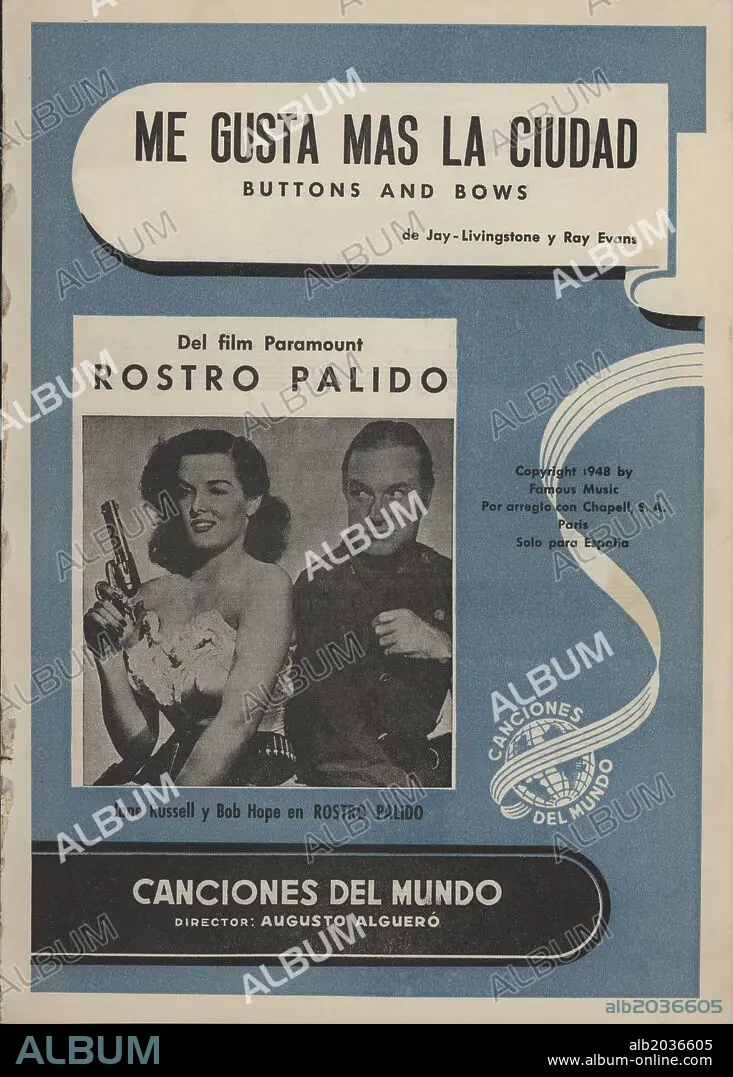 ME GUSTA MAS LA CIUDAD
BUTTONS AND BOWS
de Jay-Livingstone y Ray Evans
Del film Paramount
ROSTRO PALIDO
Copyright 1948 by
Famous Music
Por arreglo con Chapell, S. A.
Paris
Solo para España
CANCIONES
DEL MUNDO
Jane Russell y Bob Hope en ROSTRO PALIDO
CANCIONES DEL MUNDO
DIRECTOR: AUGUSTO ALGUERÓ
alb2036605
ALBUM
alb2036605
www.album-online.com